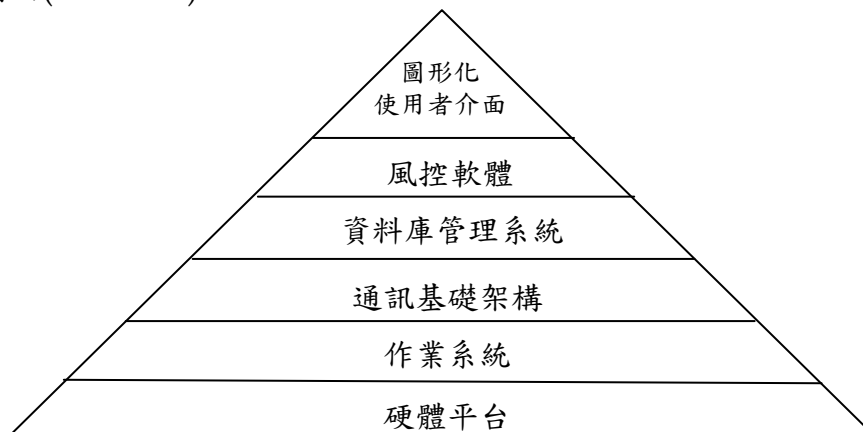 圖形化
使用者介面
風控軟體
資料庫管理系統
通訊基礎架構
作業系統
硬體平台